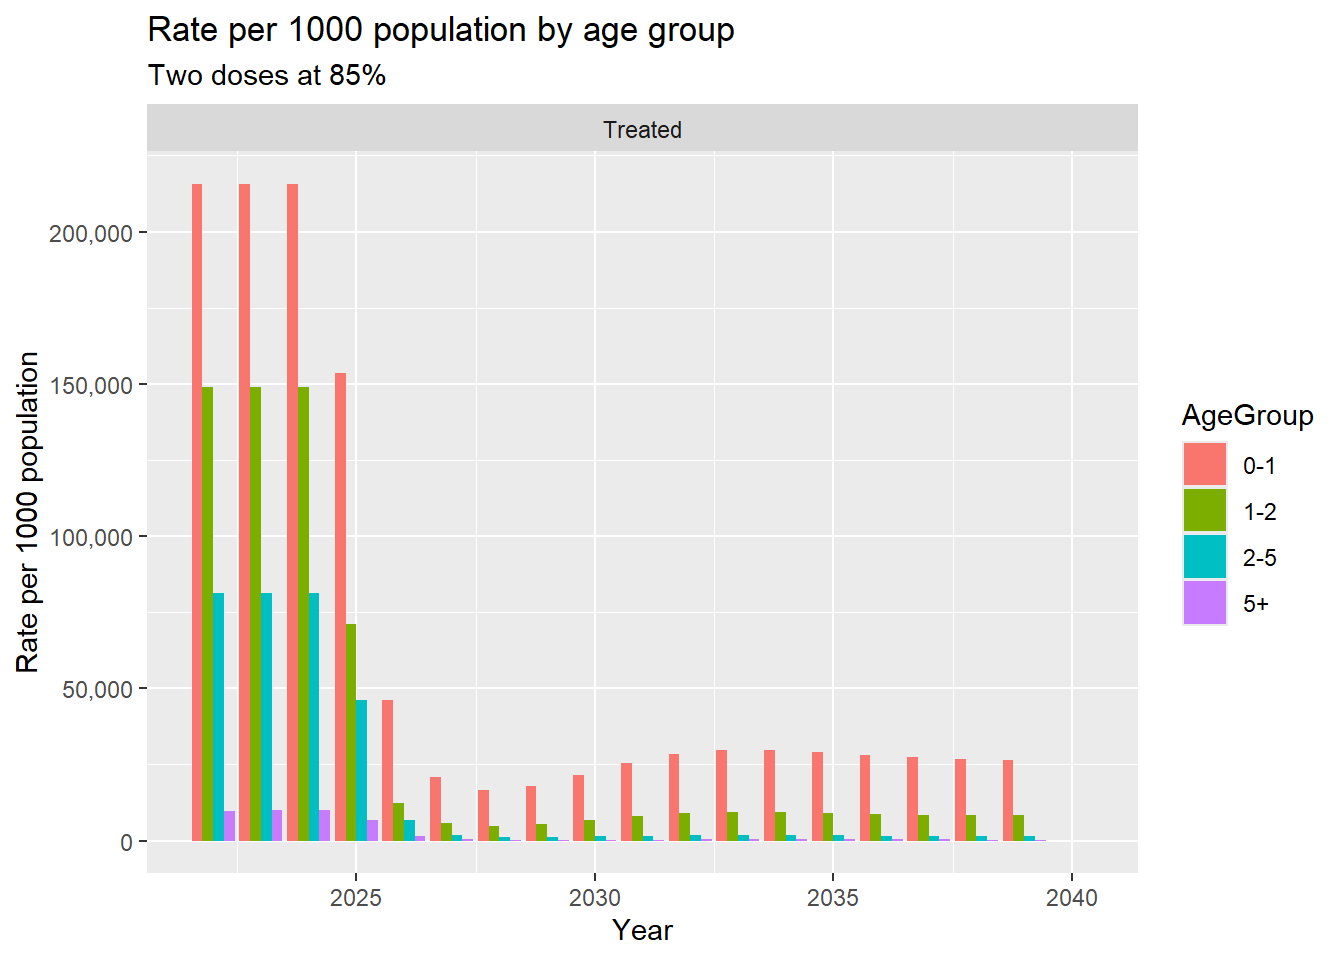 Rate per 1000 population by age group
Two doses at 85%
Treated
Rate per 1000 population
200,000
150,000
100,000
50,000
0
2025
2030
2035
2040
Year
AgeGroup
0-1
1-2
2-5
5+